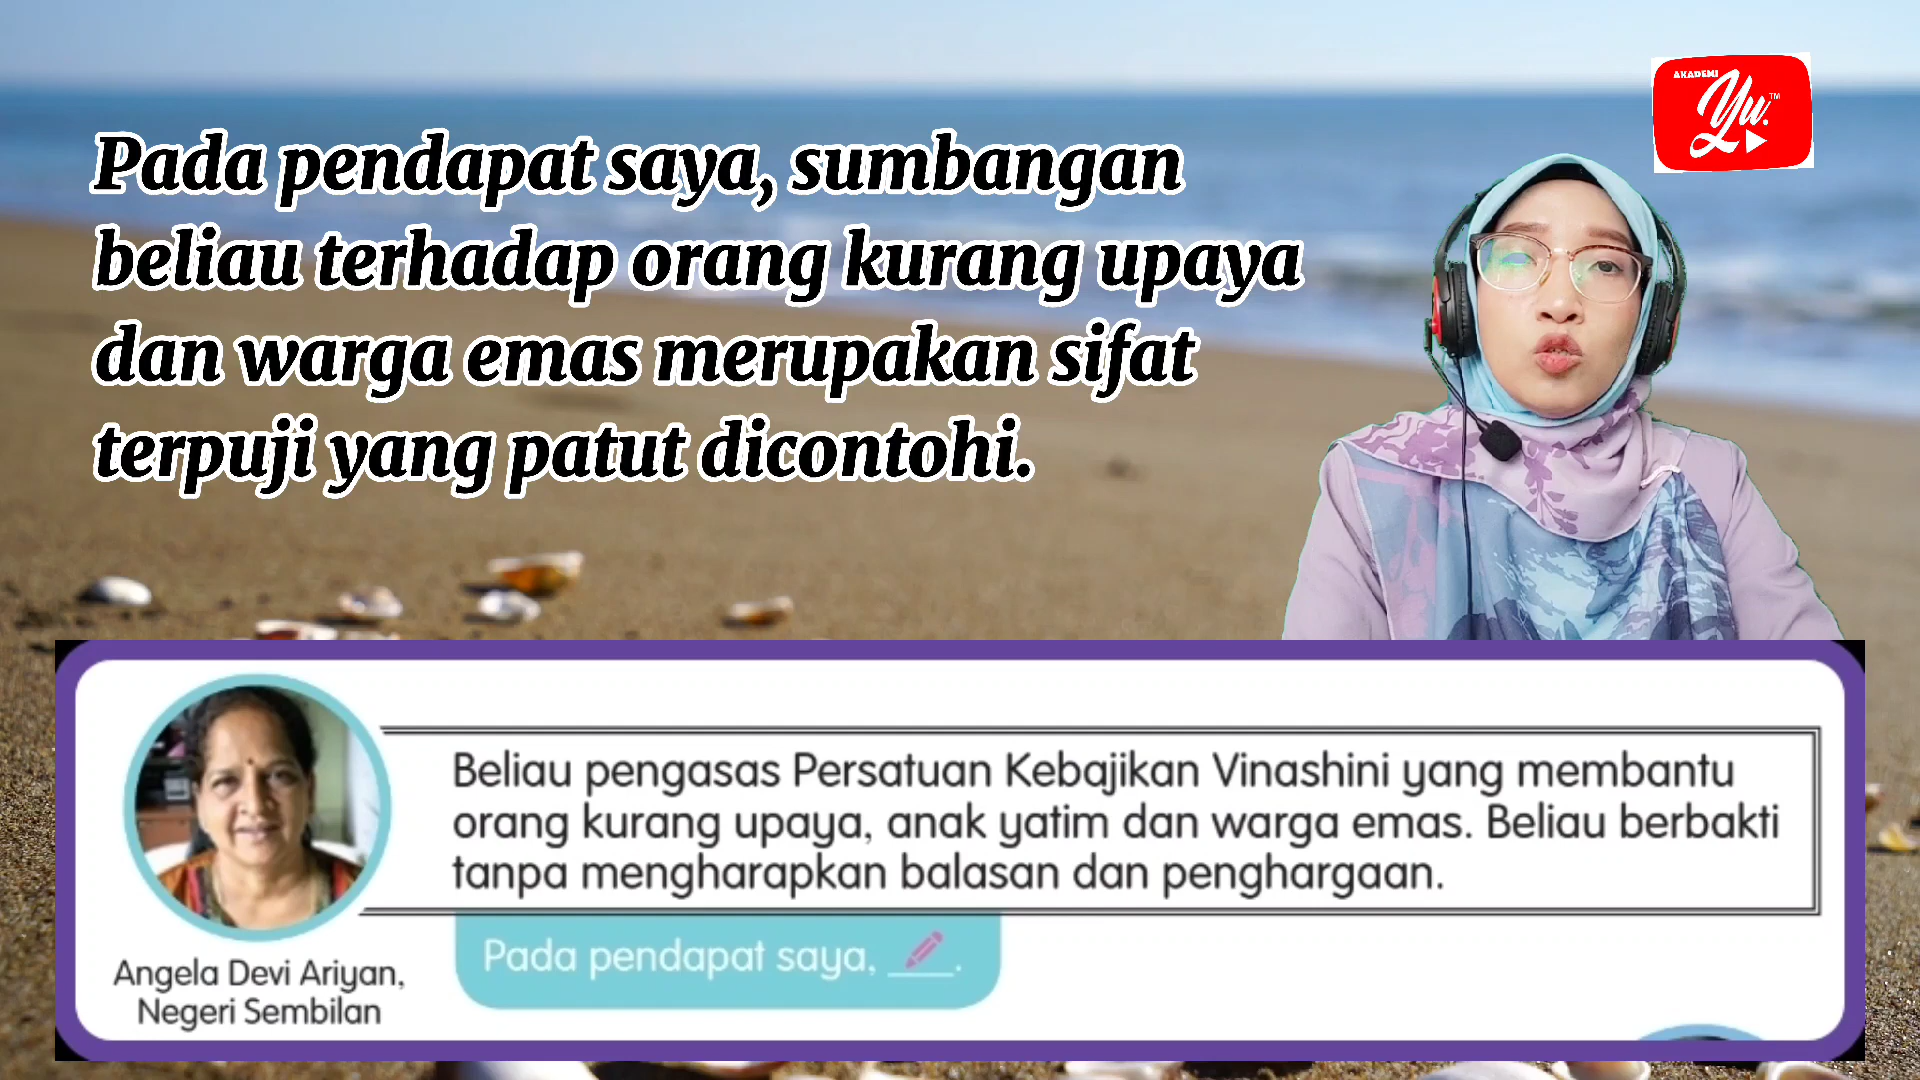 AKADEMI
Yu.™
Pada pendapat saya, sumbangan
beliau terhadap orang kurang upaya
dan warga emas merupakan sifat
terpuji yang patut dicontohi.
Beliau pengasas Persatuan Kebajikan Vinashini yang membantu
orang kurang upaya, anak yatim dan warga emas. Beliau berbakti
tanpa mengharapkan balasan dan penghargaan.
Pada pendapat saya, ____.
Angela Devi Ariyan,
Negeri Sembilan